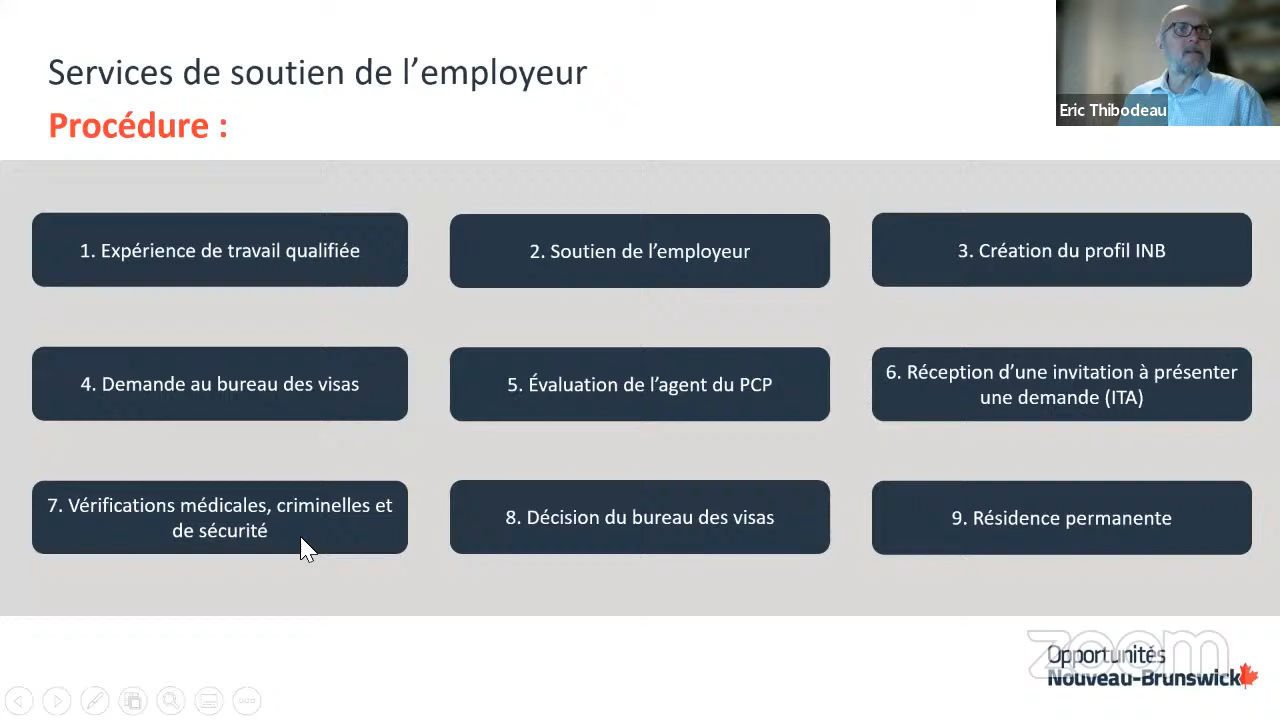 Services de soutien de l’employeur
Procédure :
Eric Thibodeau
1. Expérience de travail qualifiée
2. Soutien de l’employeur
3. Création du profil INB
4. Demande au bureau des visas
5. Évaluation de l’agent du PCP
6. Réception d’une invitation à présenter
une demande (ITA)
7. Vérifications médicales, criminelles et
de sécurité
8. Décision du bureau des visas
9. Résidence permanente
zoom
Opportunités
Nouveau-Brunswick